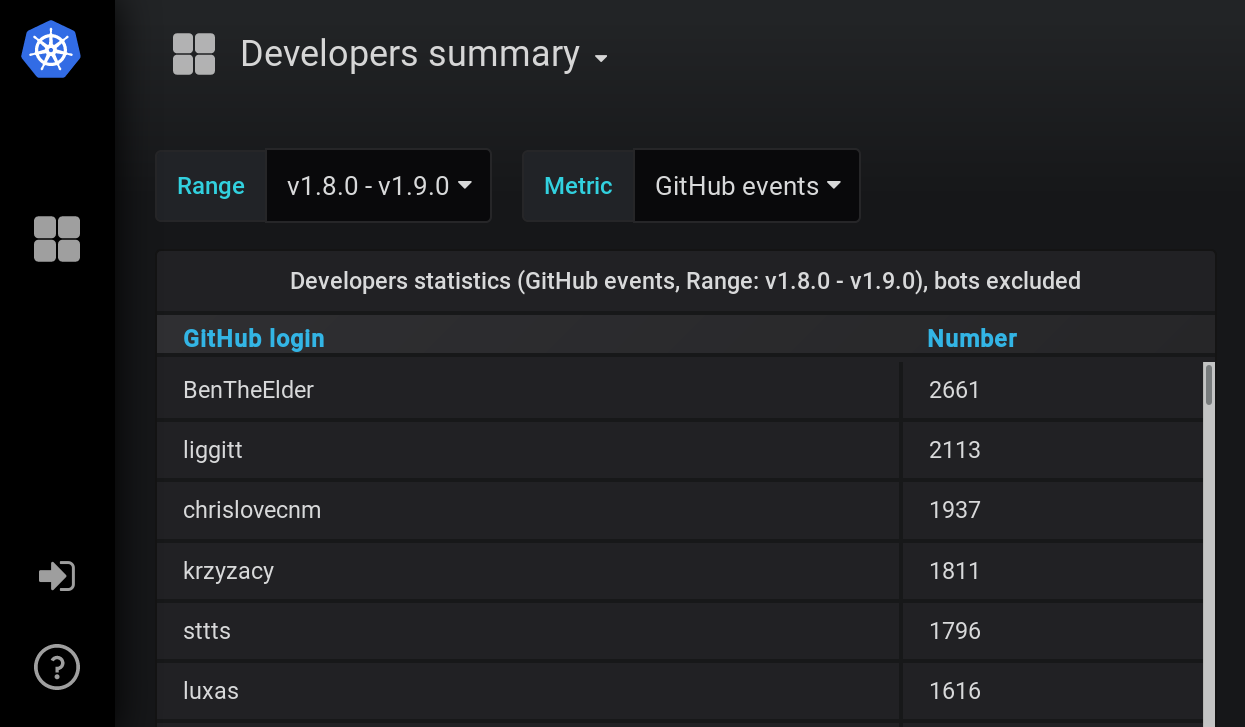 Developers summary
Range v1.8.0 - v1.9.0 Metric GitHub events
Developers statistics (GitHub events, Range: v1.8.0 - v1.9.0), bots excluded
GitHub login Number
BenTheElder 2661
liggitt 2113
chrislovecnm 1937
krzyzacy 1811
sttts 1796
luxas 1616
?